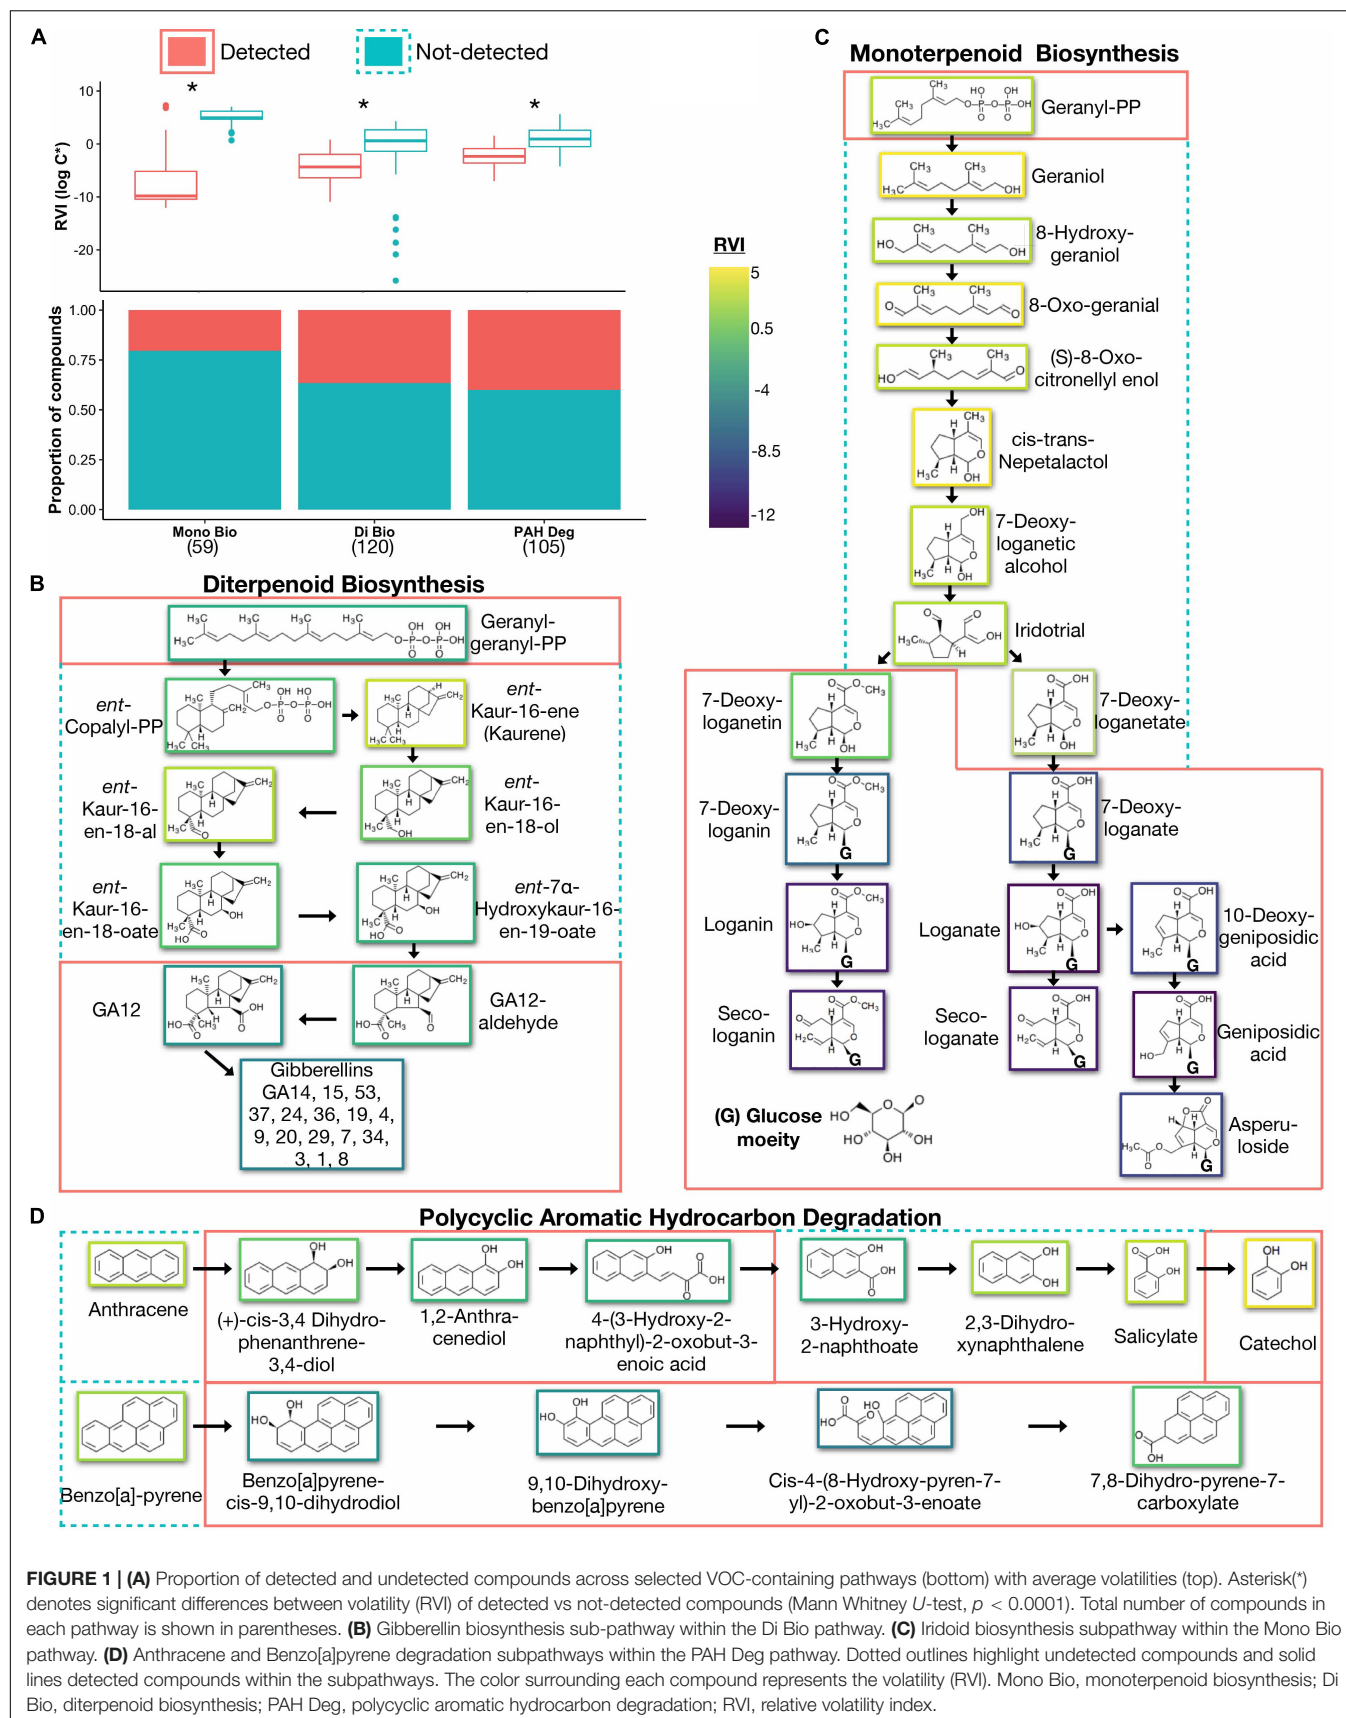 A
Detected
Not-detected
*
*
*
10
0
-10
-20
RVI (log C*)
1.00
0.75
0.50
0.25
0.00
Proportion of compounds
Mono Bio
(59)
Di Bio
(120)
PAH Deg
(105)
RVI
5
0.5
-4
-8.5
-12
B
Diterpenoid Biosynthesis
Geranyl-
geranyl-PP
ent-
Copalyl-PP
ent-
Kaur-16-ene
(Kaurene)
ent-
Kaur-16-
en-18-al
ent-
Kaur-16-
en-18-ol
ent-
Kaur-16-
en-18-oate
ent-7α-
Hydroxykaur-16-
en-19-oate
GA12
GA12-
aldehyde
Gibberellins
GA14, 15, 53,
37, 24, 36, 19, 4,
9, 20, 29, 7, 34,
3, 1, 8
C
Monoterpenoid Biosynthesis
Geranyl-PP
Geraniol
8-Hydroxy-
geraniol
8-Oxo-geranial
(S)-8-Oxo-
citronellyl enol
cis-trans-
Nepetalactol
7-Deoxy-
loganetic
alcohol
Iridotrial
7-Deoxy-
loganetin
7-Deoxy-
loganetate
7-Deoxy-
loganin
7-Deoxy-
loganate
Loganin
Loganate
10-Deoxy-
geniposidic
acid
Seco-
loganin
Seco-
loganate
Geniposidic
acid
(G) Glucose
moeity
Asperu-
loside
D
Polycyclic Aromatic Hydrocarbon Degradation
Anthracene
(+)-cis-3,4 Dihydro-
phenanthrene-
3,4-diol
1,2-Anthra-
cenediol
4-(3-Hydroxy-2-
naphthyl)-2-oxobut-3-
enoic acid
3-Hydroxy-
2-naphthoate
2,3-Dihydro-
xynaphthalene
Salicylate
Catechol
Benzo[a]-pyrene
Benzo[a]pyrene-
cis-9,10-dihydrodiol
9,10-Dihydroxy-
benzo[a]pyrene
Cis-4-(8-Hydroxy-pyren-7-
yl)-2-oxobut-3-enoate
7,8-Dihydro-pyrene-7-
carboxylate
FIGURE 1 | (A) Proportion of detected and undetected compounds across selected VOC-containing pathways (bottom) with average volatilities (top). Asterisk(*)
denotes significant differences between volatility (RVI) of detected vs not-detected compounds (Mann Whitney U-test, p < 0.0001). Total number of compounds in
each pathway is shown in parentheses. (B) Gibberellin biosynthesis sub-pathway within the Di Bio pathway. (C) Iridoid biosynthesis subpathway within the Mono Bio
pathway. (D) Anthracene and Benzo[a]pyrene degradation subpathways within the PAH Deg pathway. Dotted outlines highlight undetected compounds and solid
lines detected compounds within the subpathways. The color surrounding each compound represents the volatility (RVI). Mono Bio, monoterpenoid biosynthesis; Di
Bio, diterpenoid biosynthesis; PAH Deg, polycyclic aromatic hydrocarbon degradation; RVI, relative volatility index.